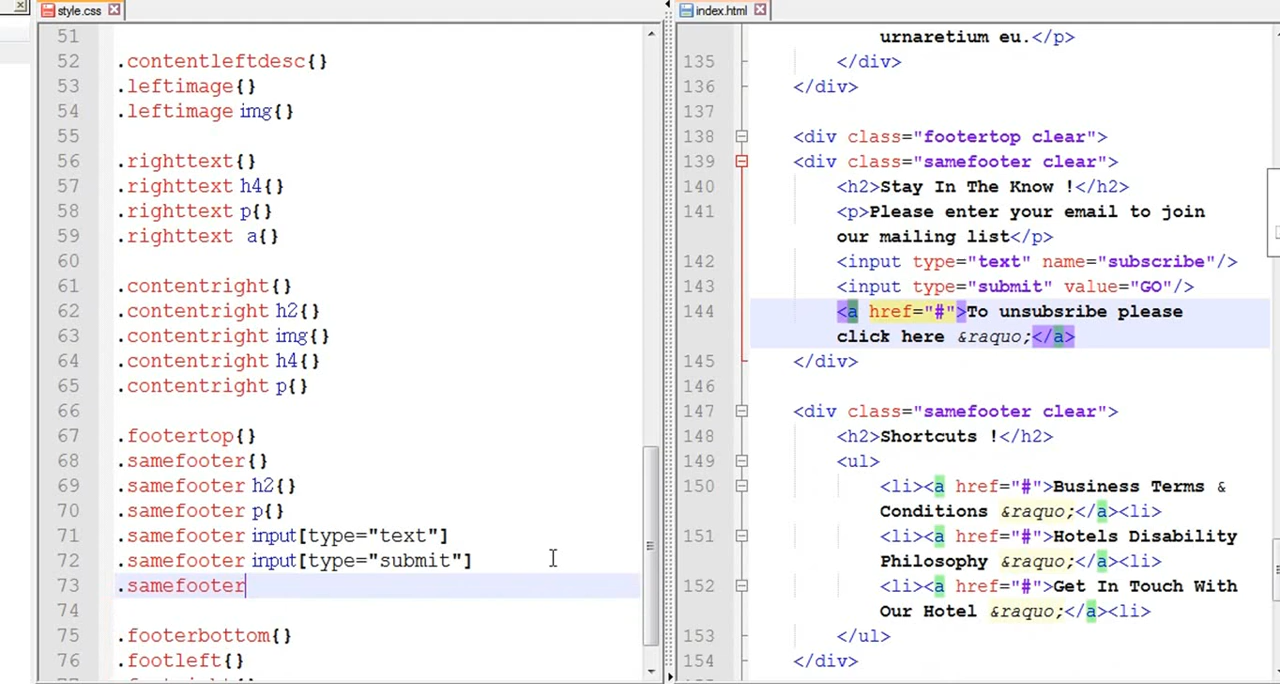 style.css
51
52 .contentleftdesc{}
53 .leftimage{}
54 .leftimage img{}
55
56 .righttext{}
57 .righttext h4{}
58 .righttext p{}
59 .righttext  a{}
60
61 .contentright{}
62 .contentright h2{}
63 .contentright img{}
64 .contentright h4{}
65 .contentright p{}
66
67 .footertop{}
68 .samefooter{}
69 .samefooter h2{}
70 .samefooter p{}
71 .samefooter input[type="text"]
72 .samefooter input[type="submit"]
73 .samefooter
74
75 .footerbottom{}
76 .footleft{}
index.html
urnaretium eu.</p>
135 </div>
136 </div>
137
138 <div class="footertop clear">
139 <div class="samefooter clear">
140 <h2>Stay In The Know !</h2>
141 <p>Please enter your email to join
our mailing list</p>
142 <input type="text" name="subscribe"/>
143 <input type="submit" value="GO"/>
144 <a href="#">To unsubsribe please
click here &raquo;</a>
145 </div>
146
147 <div class="samefooter clear">
148 <h2>Shortcuts !</h2>
149 <ul>
150 <li><a href="#">Business Terms &
Conditions &raquo;</a><li>
151 <li><a href="#">Hotels Disability
Philosophy &raquo;</a><li>
152 <li><a href="#">Get In Touch With
Our Hotel &raquo;</a><li>
153 </ul>
154 </div>